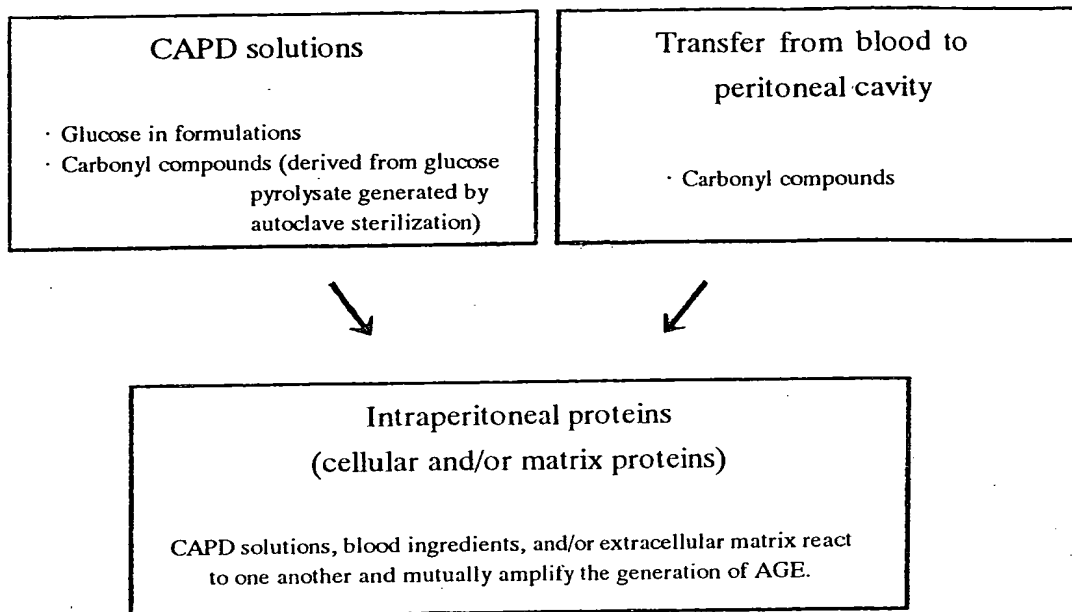 CAPD solutions
· Glucose in formulations
· Carbonyl compounds (derived from glucose
pyrolysate generated by
autoclave sterilization)
Transfer from blood to
peritoneal cavity
· Carbonyl compounds
Intraperitoneal proteins
(cellular and/or matrix proteins)
CAPD solutions, blood ingredients, and/or extracellular matrix react
to one another and mutually amplify the generation of AGE.